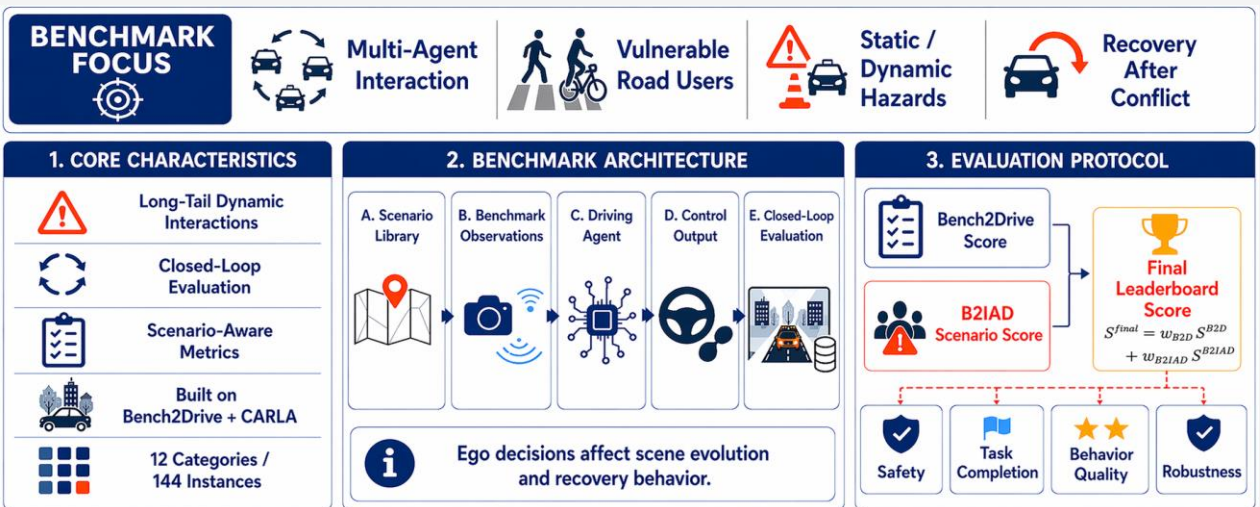 BENCHMARK
FOCUS
Multi-Agent
Interaction
Vulnerable
Road Users
Static /
Dynamic
Hazards
Recovery
After
Conflict
1. CORE CHARACTERISTICS
Long-Tail Dynamic
Interactions
Closed-Loop
Evaluation
Scenario-Aware
Metrics
Built on
Bench2Drive + CARLA
12 Categories /
144 Instances
2. BENCHMARK ARCHITECTURE
A. Scenario
Library
B. Benchmark
Observations
C. Driving
Agent
D. Control
Output
E. Closed-Loop
Evaluation
Ego decisions affect scene evolution
and recovery behavior.
3. EVALUATION PROTOCOL
Bench2Drive
Score
B2IAD
Scenario Score
Final
Leaderboard
Score
S^{final} = w_{B2D} S^{B2D}
+ w_{B2IAD} S^{B2IAD}
Safety
Task
Completion
Behavior
Quality
Robustness